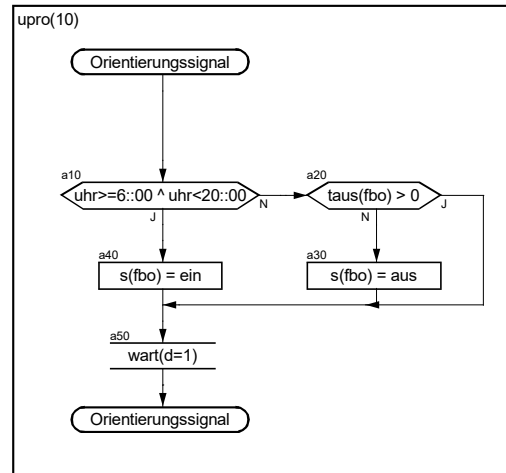 upro(10)
Orientierungssignal
a10
uhr>=6::00 ^ uhr<20::00
N
J
a20
taus(fbo) > 0
J
N
a40
s(fbo) = ein
a30
s(fbo) = aus
a50
wart(d=1)
Orientierungssignal